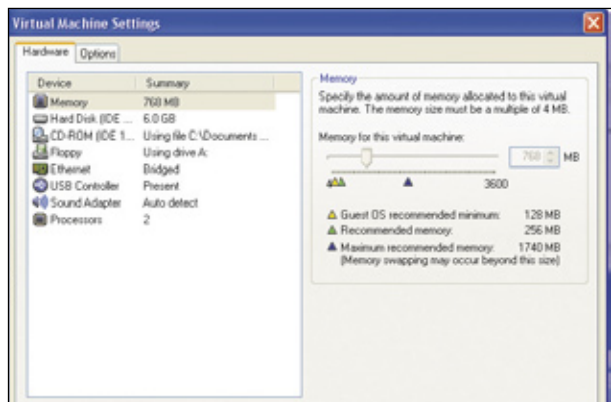 Virtual Machine Settings
Hardware Options
Device Summary
Memory 768 MB
Hard Disk (IDE ... 6.0 GB
CD-ROM (IDE 1... Using file C:\Documents ...
Floppy Using drive A:
Ethernet Bridged
USB Controller Present
Sound Adapter Auto detect
Processors 2
Memory
Specify the amount of memory allocated to this virtual
machine. The memory size must be a multiple of 4 MB.
Memory for this virtual machine:
768 MB
4 3600
Guest OS recommended minimum: 128 MB
Recommended memory: 256 MB
Maximum recommended memory: 1740 MB
(Memory swapping may occur beyond this size)